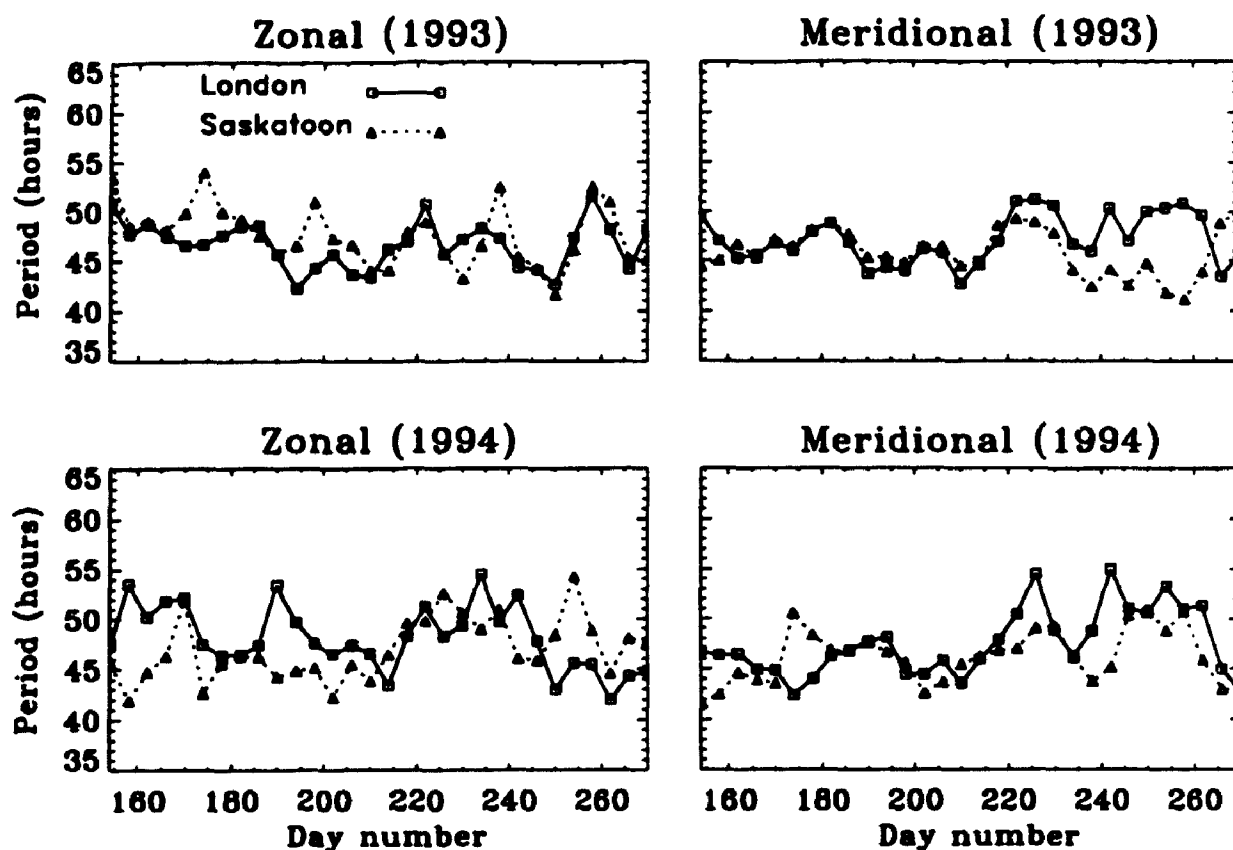 Zonal (1993)
Meridional (1993)
London
Saskatoon
Period (hours)
65
60
55
50
45
40
35
Zonal (1994)
Meridional (1994)
Period (hours)
65
60
55
50
45
40
35
160 180 200 220 240 260
160 180 200 220 240 260
Day number
Day number